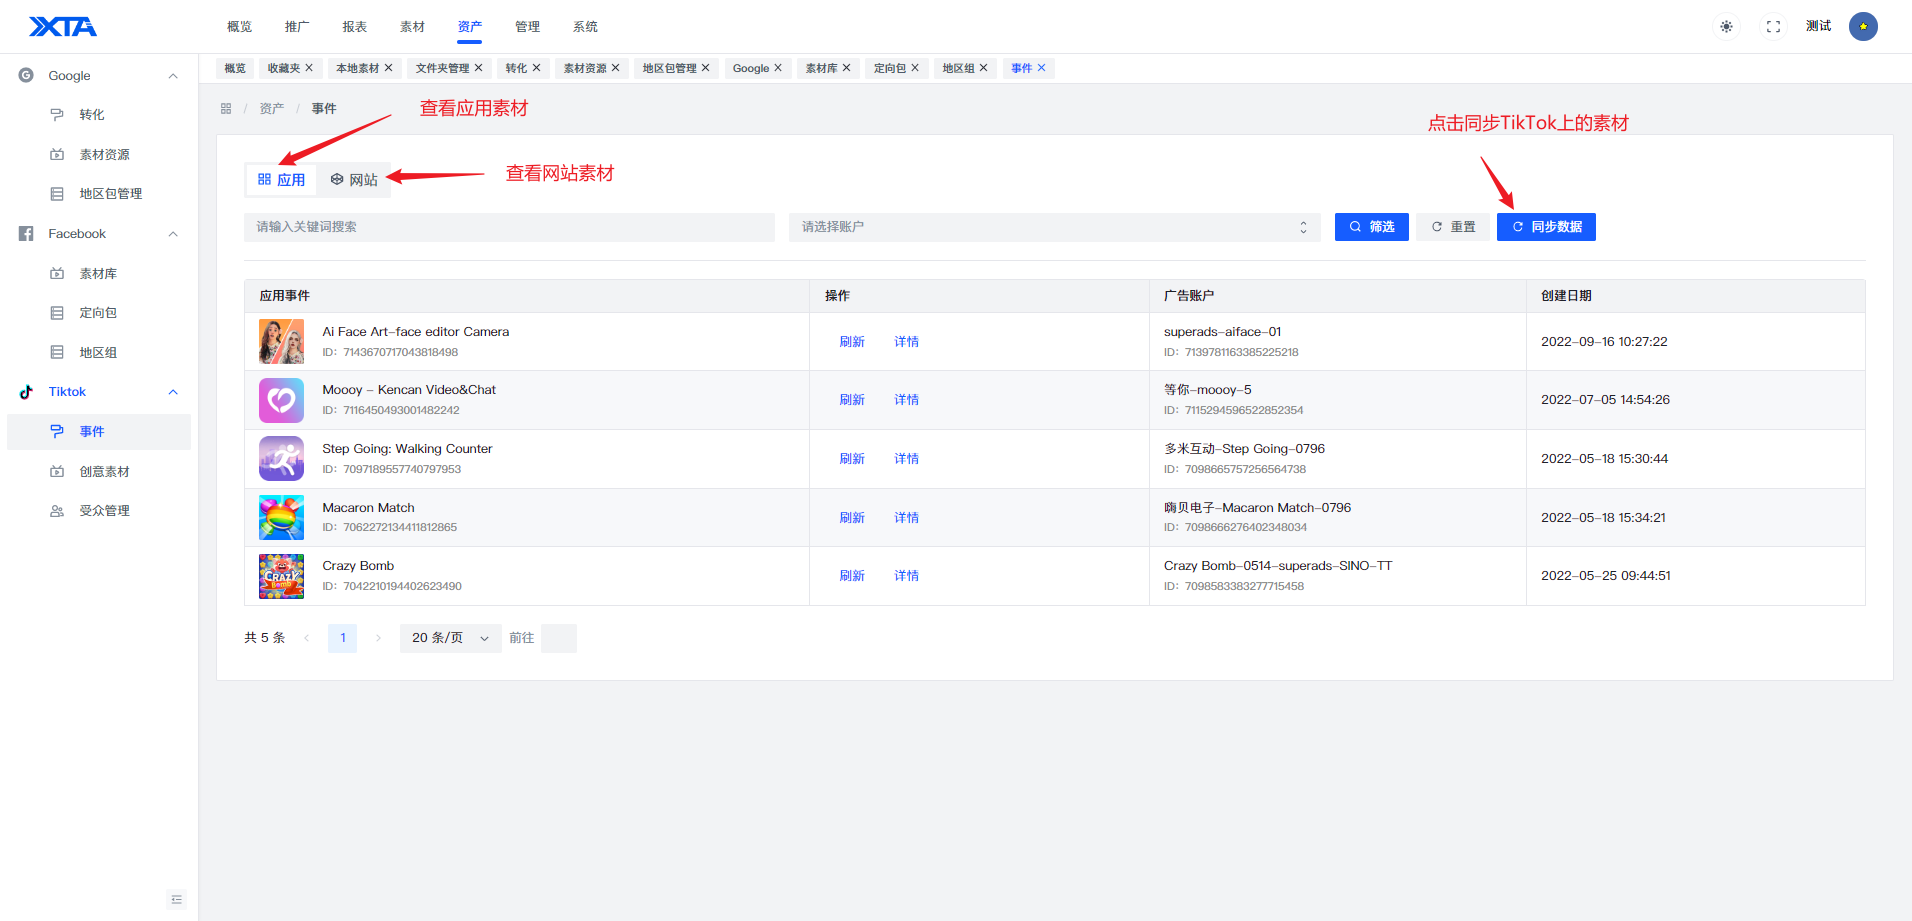 XTA
概览 推广 报表 素材 资产 管理 系统 测试
Google
转化
素材资源
地区包管理
Facebook
素材库
定向包
地区组
Tiktok
事件
创意素材
受众管理
概览 收藏夹 本地素材 文件夹管理 转化 素材资源 地区包管理 Google 素材库 定向包 地区组 事件
/ 资产 / 事件
查看应用素材
点击同步TikTok上的素材
应用 网站
查看网站素材
请输入关键词搜索 请选择账户 筛选 重置 同步数据
应用事件 操作 广告账户 创建日期
Ai Face Art-face editor Camera
ID: 7143670717043818498
刷新 详情
superads-aiface-01
ID: 7139781163385225218
2022-09-16 10:27:22
Moooy - Kencan Video&Chat
ID: 7116450493001482242
刷新 详情
等你-moooy-5
ID: 7115294596522852354
2022-07-05 14:54:26
Step Going: Walking Counter
ID: 7097189557740797953
刷新 详情
多米互动-Step Going-0796
ID: 7098665757256564738
2022-05-18 15:30:44
Macaron Match
ID: 7062272134411812865
刷新 详情
嗨贝电子-Macaron Match-0796
ID: 7098666276402348034
2022-05-18 15:34:21
CRAZY
Bomb
Crazy Bomb
ID: 7042210194402623490
刷新 详情
Crazy Bomb-0514-superads-SINO-TT
ID: 7098583383277715458
2022-05-25 09:44:51
共 5 条 1 20 条/页 前往